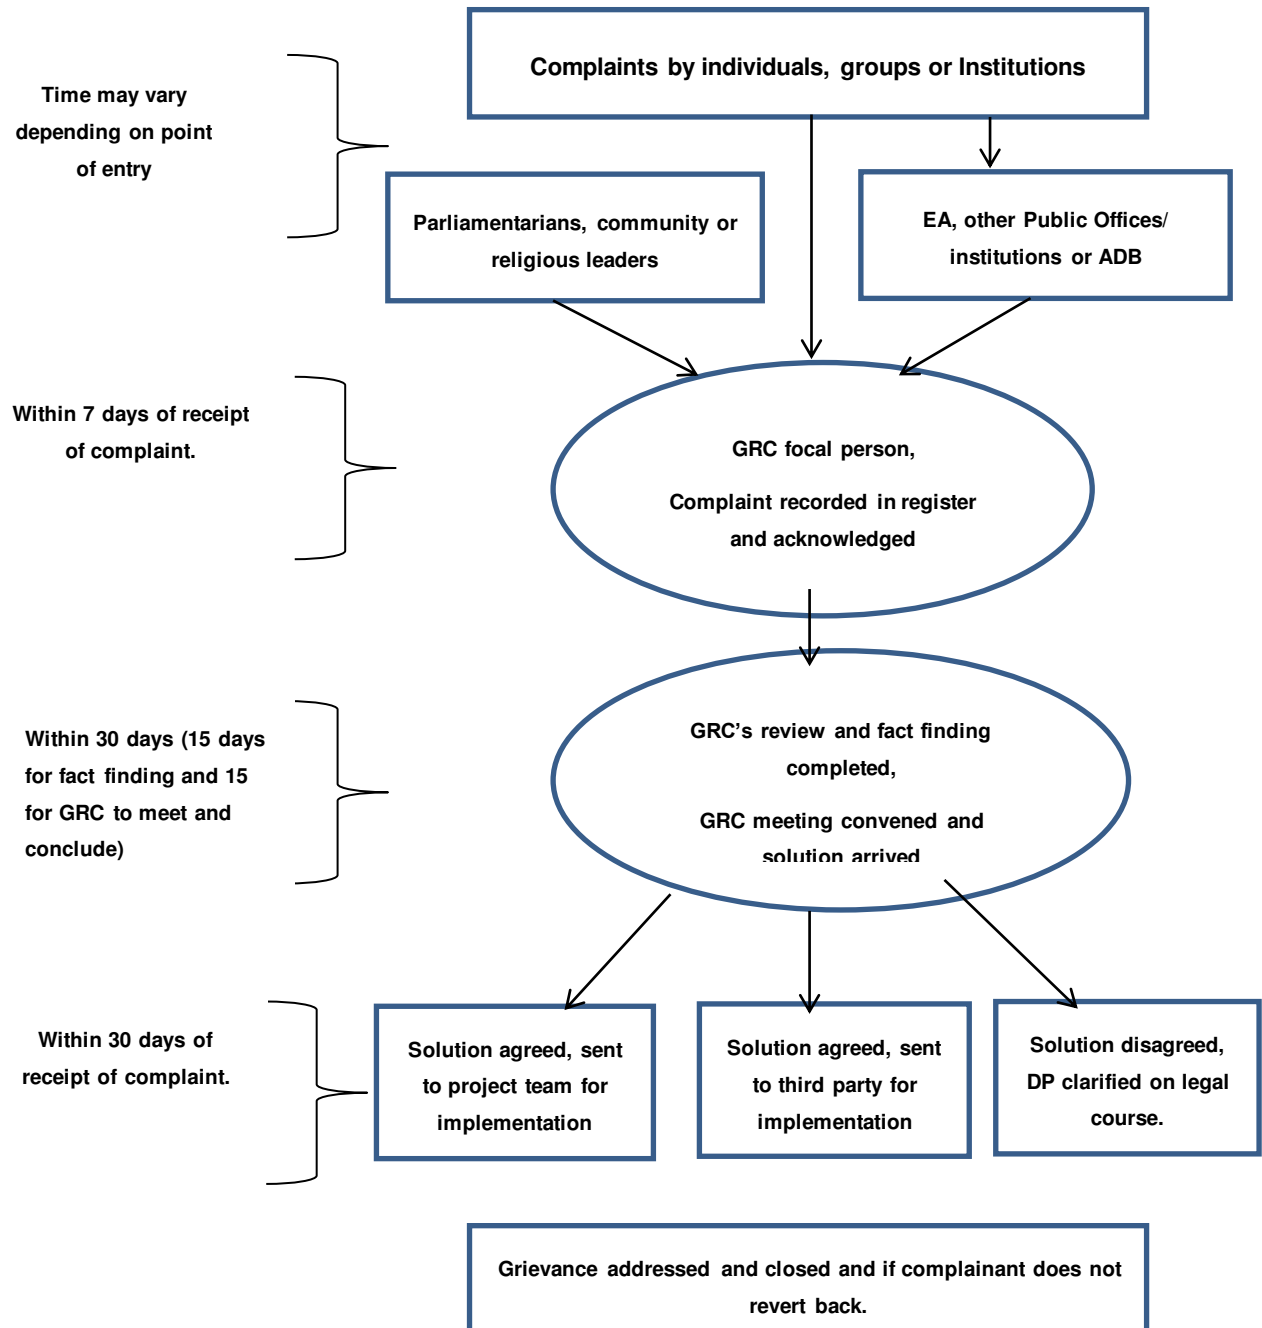 Complaints by individuals, groups or Institutions
Time may vary
depending on point
of entry
Parliamentarians, community or
religious leaders
EA, other Public Offices/
institutions or ADB
Within 7 days of receipt
of complaint.
GRC focal person,
Complaint recorded in register
and acknowledged
Within 30 days (15 days
for fact finding and 15
for GRC to meet and
conclude)
GRC’s review and fact finding
completed,
GRC meeting convened and
solution arrived
Within 30 days of
receipt of complaint.
Solution agreed, sent
to project team for
implementation
Solution agreed, sent
to third party for
implementation
Solution disagreed,
DP clarified on legal
course.
Grievance addressed and closed and if complainant does not
revert back.